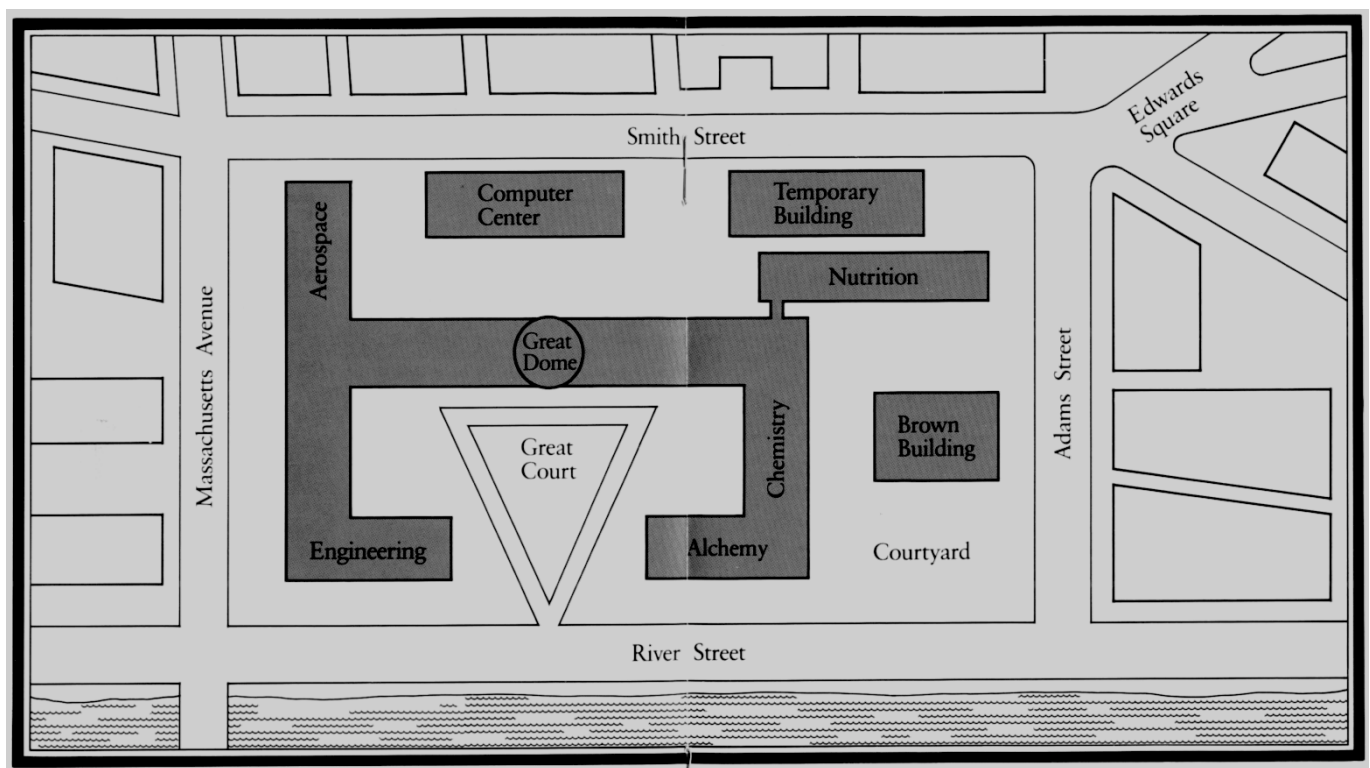 Edwards
Square
Smith Street
Computer
Center
Temporary
Building
Aerospace
Nutrition
Massachusetts Avenue
Great
Dome
Adams Street
Chemistry
Brown
Building
Great
Court
Engineering
Alchemy
Courtyard
River Street